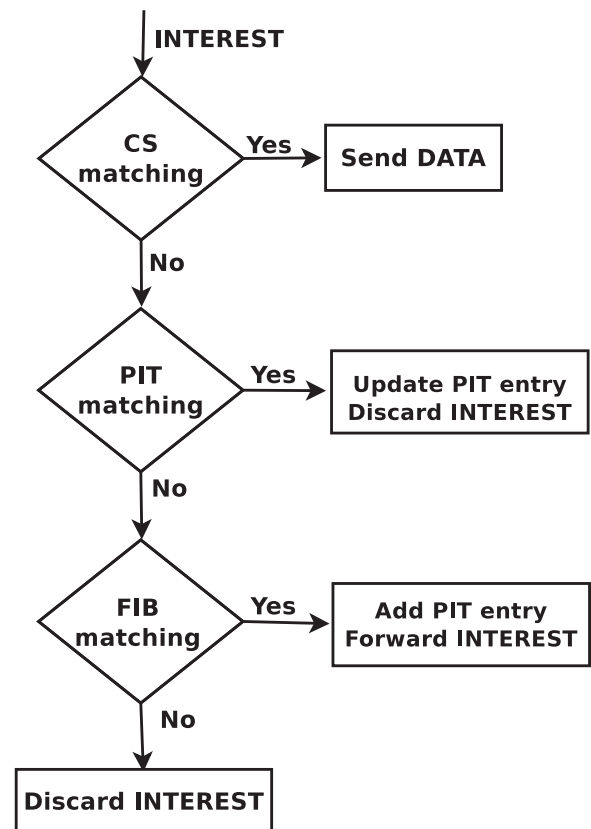 INTEREST
CS
matching
Yes
Send DATA
No
PIT
matching
Yes
Update PIT entry
Discard INTEREST
No
FIB
matching
Yes
Add PIT entry
Forward INTEREST
No
Discard INTEREST